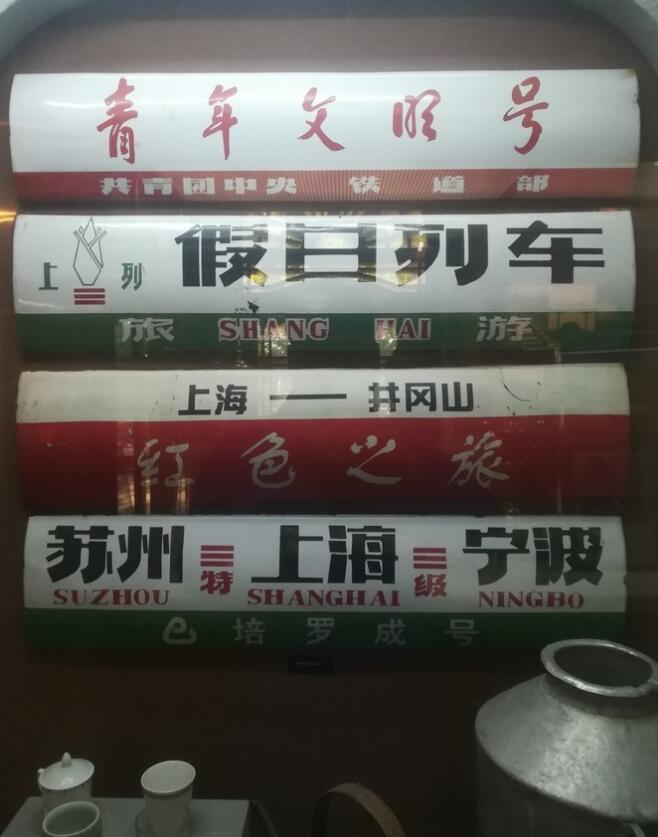 青年文明号
共青团中央 铁道部
上列 假日列车
旅 SHANG HAI 游
上海——井冈山
红色之旅
苏州 特 上海 级 宁波
SUZHOU SHANGHAI NINGBO
培罗成号